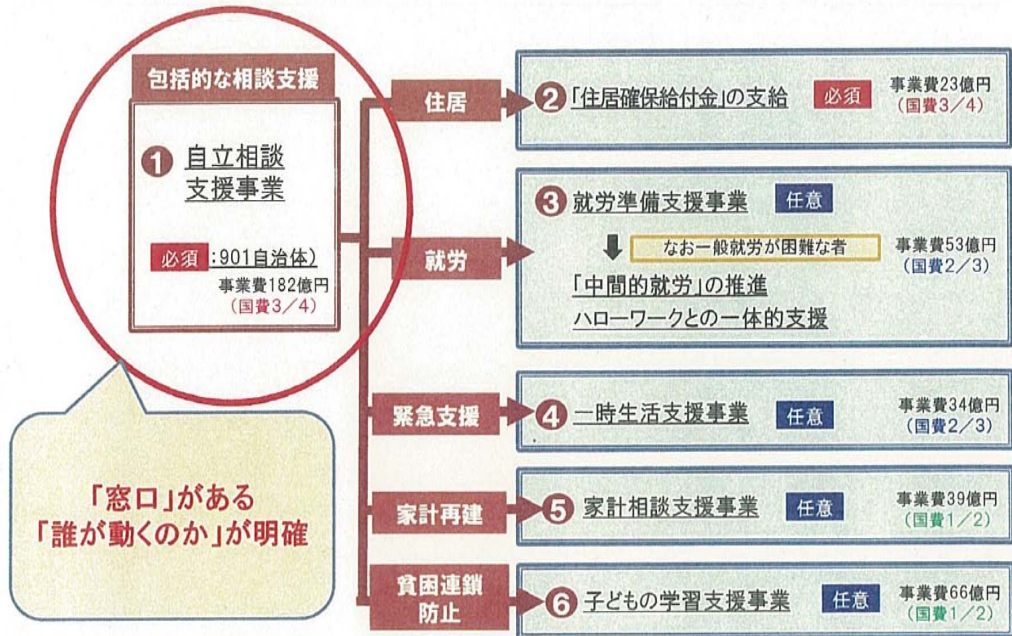 包括的な相談支援
❶ 自立相談
支援事業
必須:901自治体)
事業費182億円
(国費3/4)
「窓口」がある
「誰が動くのか」が明確
住居
❷「住居確保給付金」の支給 必須 事業費23億円
(国費3/4)
就労
❸ 就労準備支援事業 任意
なお一般就労が困難な者
「中間的就労」の推進
ハローワークとの一体的支援
事業費53億円
(国費2/3)
緊急支援
❹ 一時生活支援事業 任意 事業費34億円
(国費2/3)
家計再建
❺ 家計相談支援事業 任意 事業費39億円
(国費1/2)
貧困連鎖
防止
❻ 子どもの学習支援事業 任意 事業費66億円
(国費1/2)